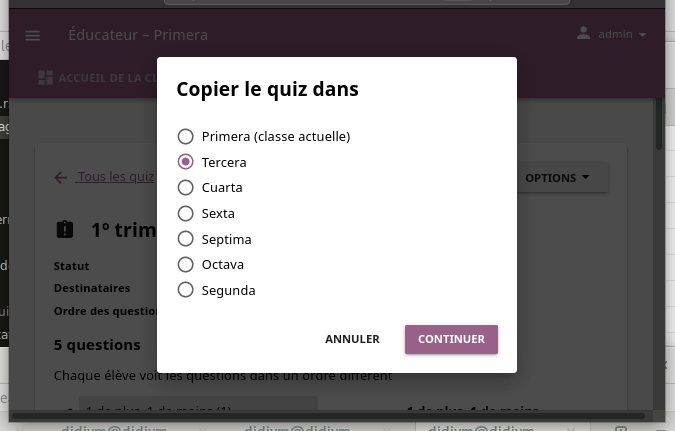 Éducateur – Primera
admin
ACCUEIL DE LA CL
Copier le quiz dans
Primera (classe actuelle)
Tercera
Cuarta
Sexta
Septima
Octava
Segunda
ANNULER
CONTINUER
Tous les quiz
OPTIONS
1º trim
Statut
Destinataires
Ordre des question
5 questions
Chaque élève voit les questions dans un ordre différent